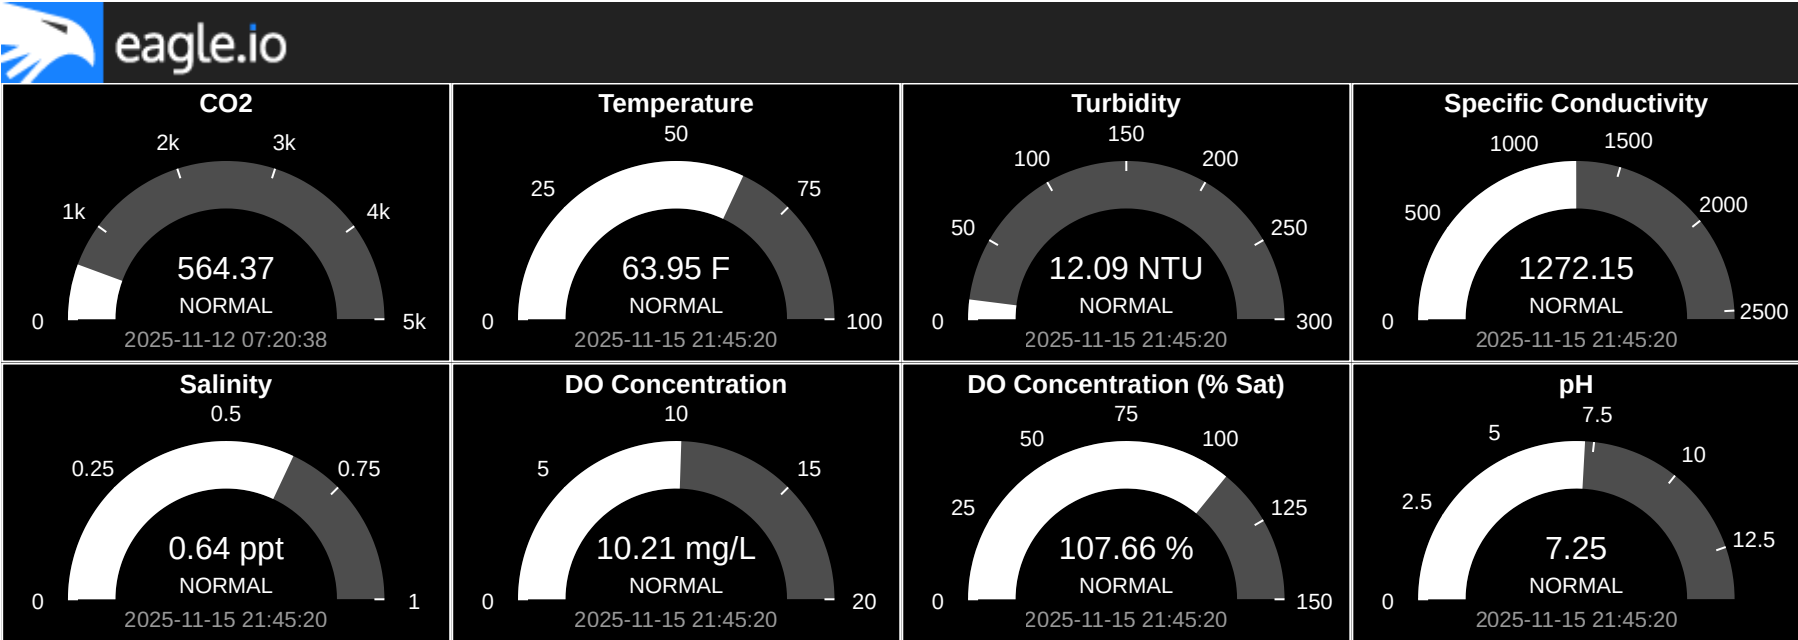 eagle.io
CO2
0
1k
2k
3k
4k
5k
564.37
NORMAL
2025-11-12 07:20:38
Temperature
0
25
50
75
100
63.95 F
NORMAL
2025-11-15 21:45:20
Turbidity
0
50
100
150
200
250
300
12.09 NTU
NORMAL
2025-11-15 21:45:20
Specific Conductivity
0
500
1000
1500
2000
2500
1272.15
NORMAL
2025-11-15 21:45:20
Salinity
0
0.25
0.5
0.75
1
0.64 ppt
NORMAL
2025-11-15 21:45:20
DO Concentration
0
5
10
15
20
10.21 mg/L
NORMAL
2025-11-15 21:45:20
DO Concentration (% Sat)
0
25
50
75
100
125
150
107.66 %
NORMAL
2025-11-15 21:45:20
pH
0
2.5
5
7.5
10
12.5
7.25
NORMAL
2025-11-15 21:45:20